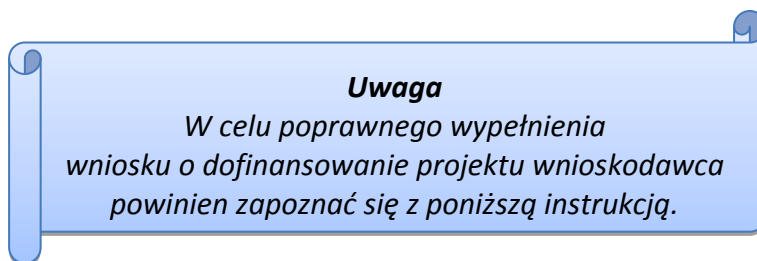 Uwaga
W celu poprawnego wypełnienia
wniosku o dofinansowanie projektu wnioskodawca
powinien zapoznać się z poniższą instrukcją.